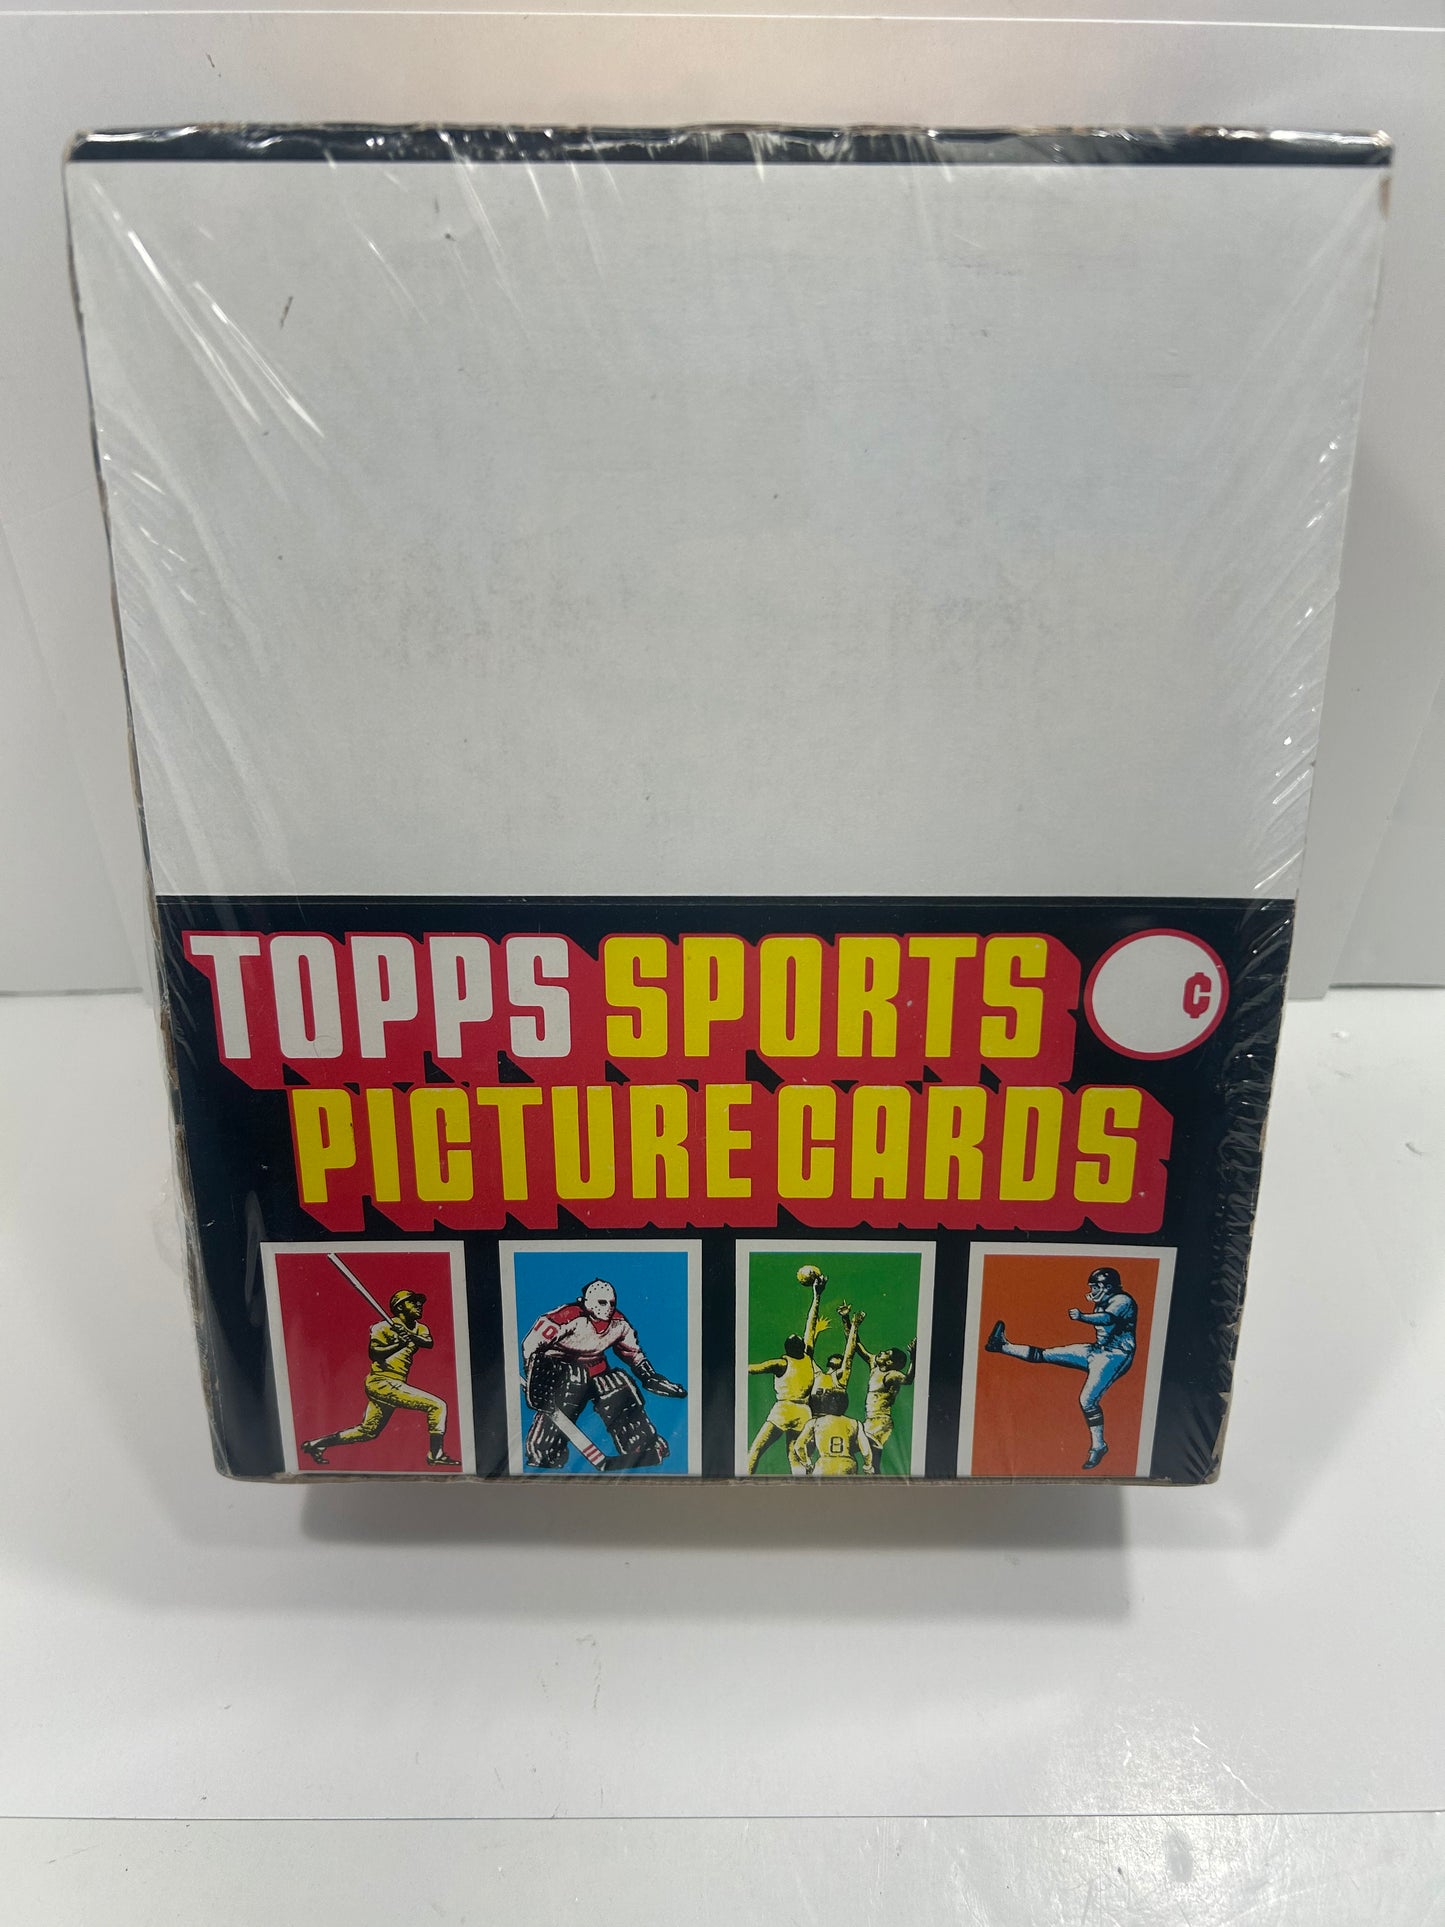 TOPPS SPORTS ¢
PICTURE CARDS
10
8